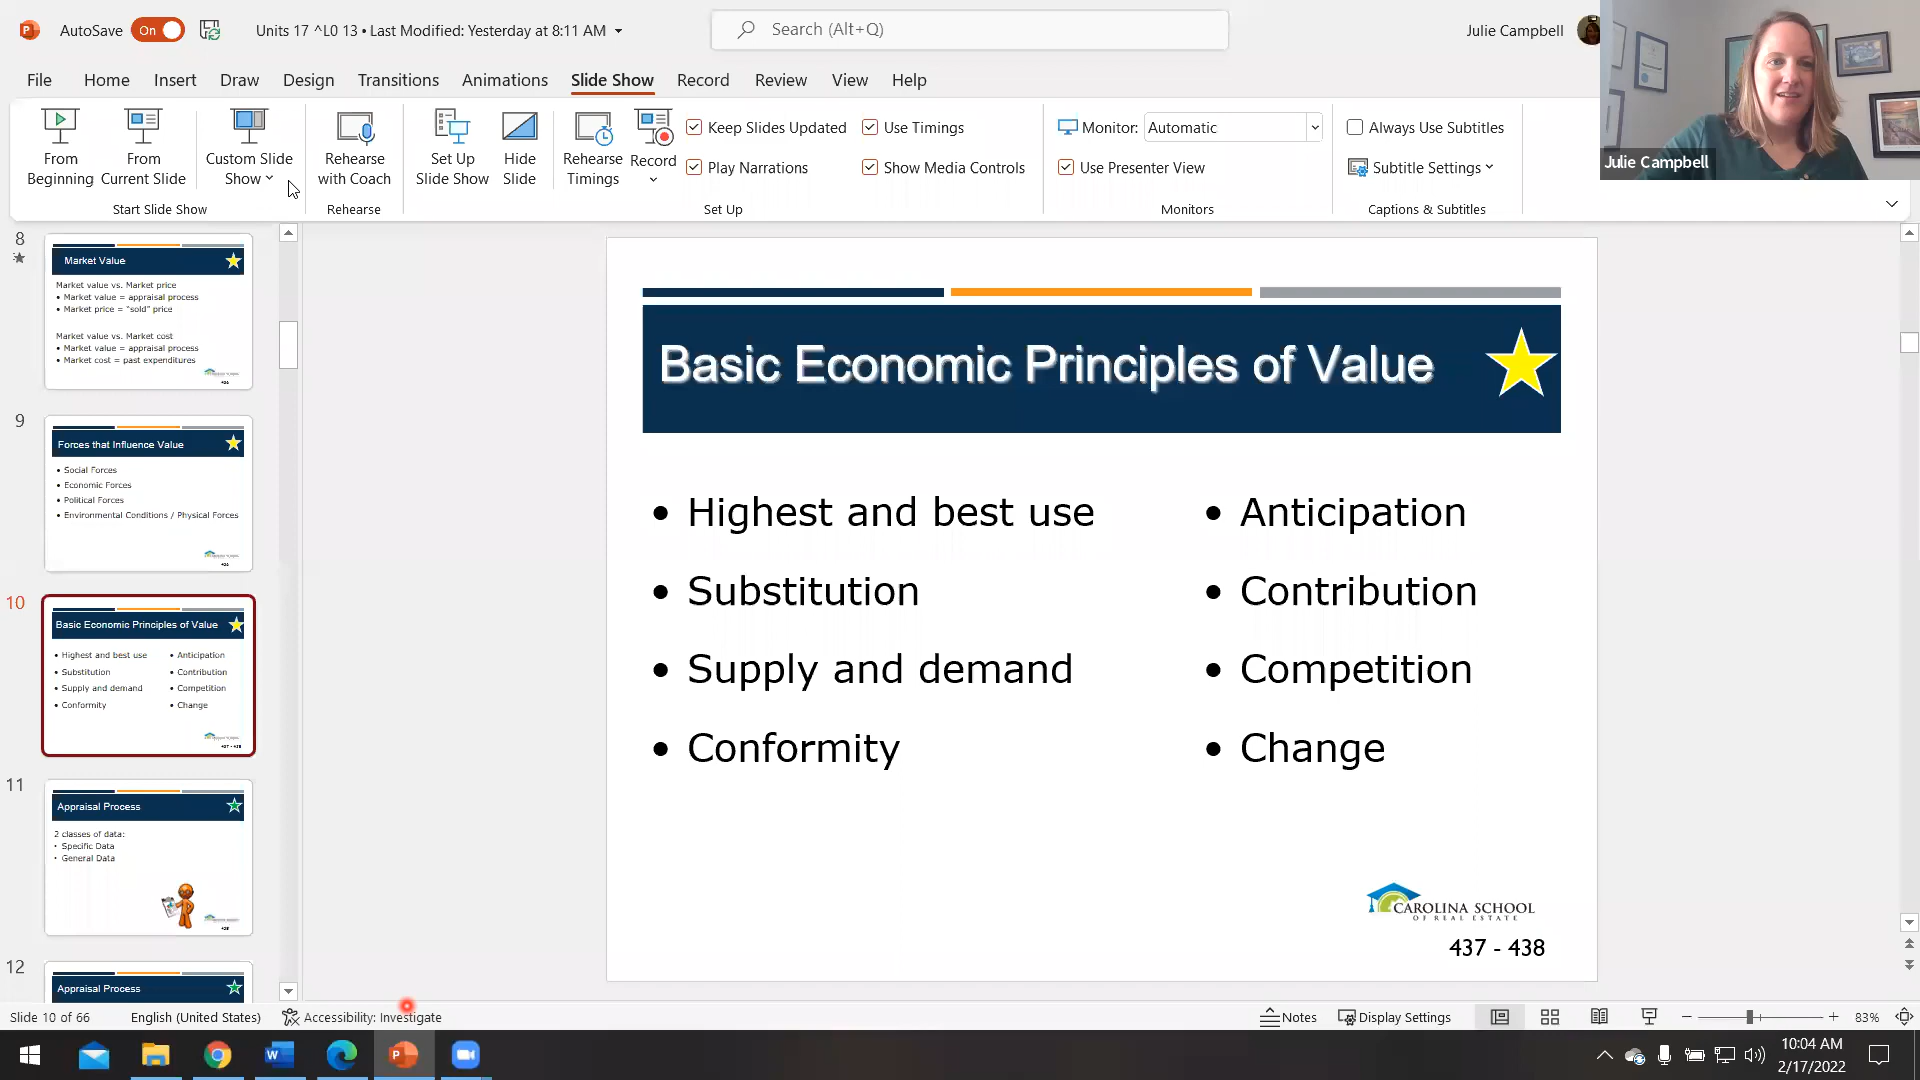 AutoSave
On
Units 17 ^L0 13 • Last Modified: Yesterday at 8:11 AM
Search (Alt+Q)
Julie Campbell
File
Home
Insert
Draw
Design
Transitions
Animations
Slide Show
Record
Review
View
Help
From
Beginning
From
Current Slide
Custom Slide
Show
Start Slide Show
Rehearse
with Coach
Rehearse
Set Up
Slide Show
Hide
Slide
Rehearse
Timings
Record
Keep Slides Updated
Play Narrations
Use Timings
Show Media Controls
Set Up
Monitor:
Automatic
Use Presenter View
Monitors
Always Use Subtitles
Subtitle Settings
Captions & Subtitles
Julie Campbell
8
Market Value
Market value vs. Market price
• Market value = appraisal process
• Market price = "sold" price
Market value vs. Market cost
• Market value = appraisal process
• Market cost = past expenditures
9
Forces that Influence Value
• Social Forces
• Economic Forces
• Political Forces
• Environmental Conditions / Physical Forces
10
Basic Economic Principles of Value
• Highest and best use
• Substitution
• Supply and demand
• Conformity
• Anticipation
• Contribution
• Competition
• Change
437 - 438
11
Appraisal Process
2 classes of data:
• Specific Data
• General Data
12
Appraisal Process
Basic Economic Principles of Value
• Highest and best use
• Substitution
• Supply and demand
• Conformity
• Anticipation
• Contribution
• Competition
• Change
CAROLINA SCHOOL
OF REAL ESTATE
437 - 438
Slide 10 of 66
English (United States)
Accessibility: Investigate
Notes
Display Settings
83%
10:04 AM
2/17/2022